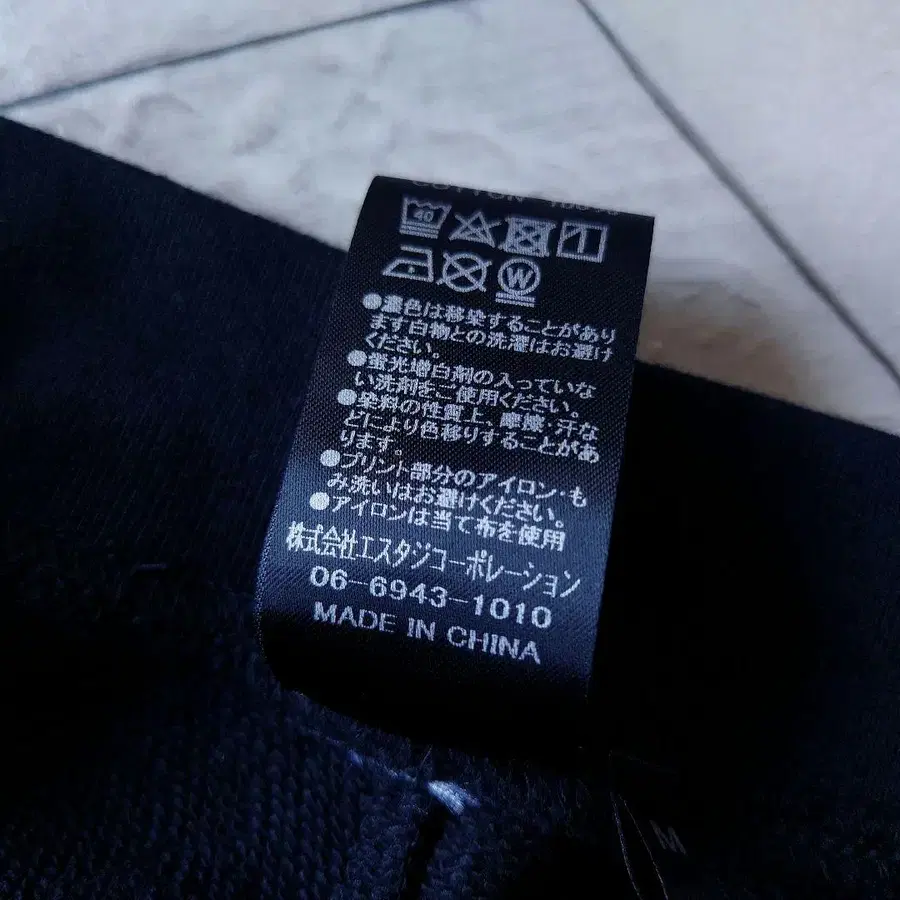 COTTON 100%
40
W
●濃色は移染することがあり
ます白物との洗濯はお避け
ください。
●蛍光増白剤の入っていな
い洗剤をご使用ください。
●染料の性質上、摩擦・汗な
どにより色移りすることがあ
ります。
●プリント部分のアイロン・も
み洗いはお避けください。
●アイロンは当て布を使用
株式会社エスタジコーポレーション
06-6943-1010
MADE IN CHINA
M